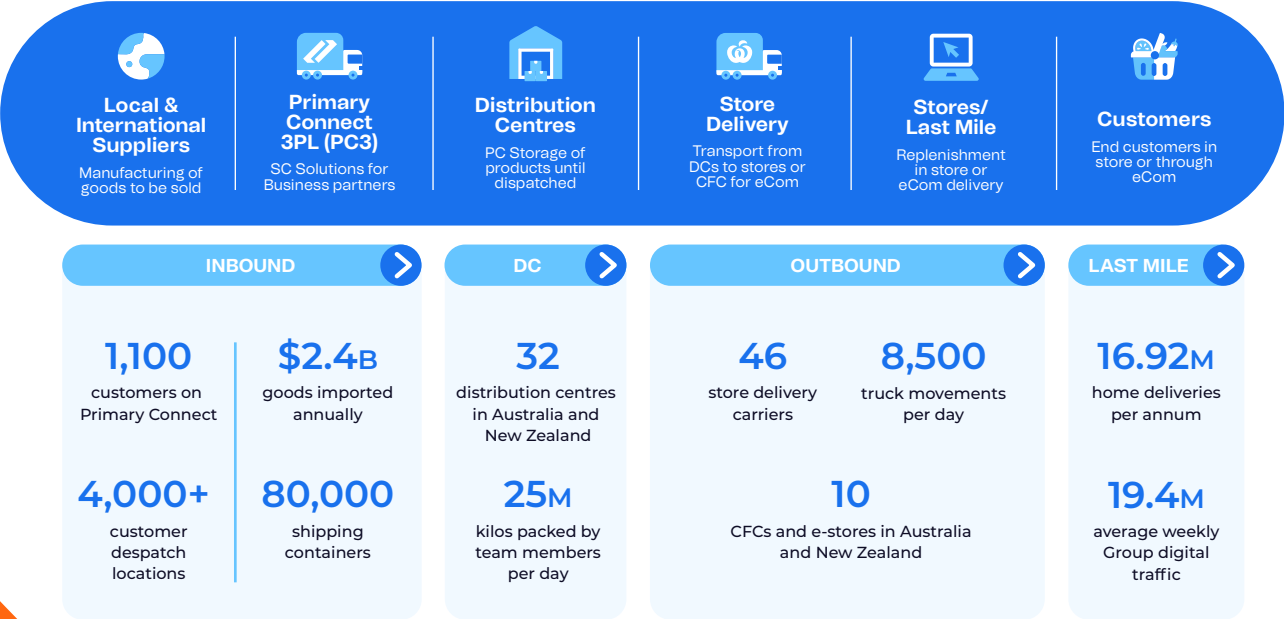 Local &
International
Suppliers
Manufacturing of
goods to be sold
Primary
Connect
3PL (PC3)
SC Solutions for
Business partners
Distribution
Centres
PC Storage of
products until
dispatched
Store
Delivery
Transport from
DCs to stores or
CFC for eCom
Stores/
Last Mile
Replenishment
in store or
eCom delivery
Customers
End customers in
store or through
eCom
INBOUND
1,100
customers on
Primary Connect
$2.4B
goods imported
annually
4,000+
customer
despatch
locations
80,000
shipping
containers
DC
32
distribution centres
in Australia and
New Zealand
25M
kilos packed by
team members
per day
OUTBOUND
46
store delivery
carriers
8,500
truck movements
per day
10
CFCs and e-stores in Australia
and New Zealand
LAST MILE
16.92M
home deliveries
per annum
19.4M
average weekly
Group digital
traffic